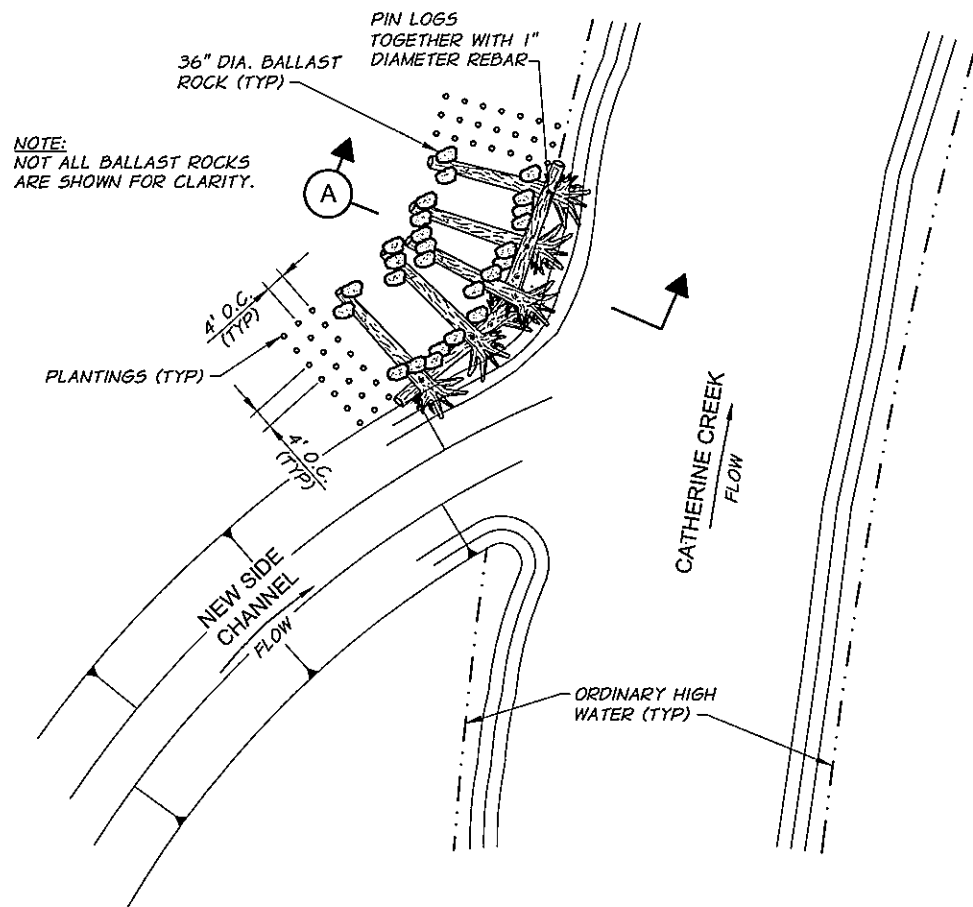 PIN LOGS
TOGETHER WITH 1"
DIAMETER REBAR
36" DIA. BALLAST
ROCK (TYP)
NOTE:
NOT ALL BALLAST ROCKS
ARE SHOWN FOR CLARITY.
A
4' O.C.
(TYP)
PLANTINGS (TYP)
4' O.C.
(TYP)
CATHERINE CREEK
FLOW
NEW SIDE
CHANNEL
FLOW
ORDINARY HIGH
WATER (TYP)